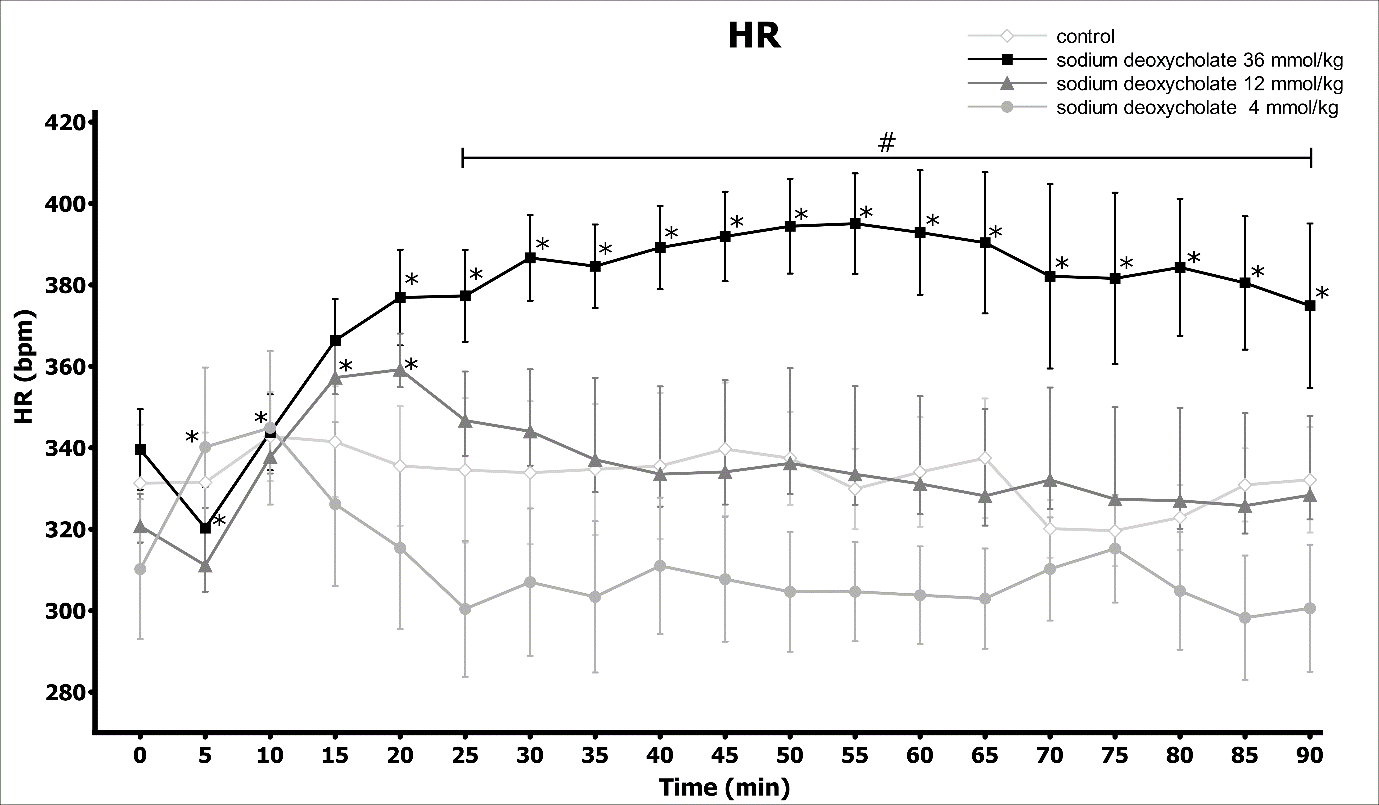 HR
control
sodium deoxycholate 36 mmol/kg
sodium deoxycholate 12 mmol/kg
sodium deoxycholate 4 mmol/kg
420
400
380
360
340
320
300
280
HR (bpm)
#
* * * * * * * * * * * * * * * * * * * *
0 5 10 15 20 25 30 35 40 45 50 55 60 65 70 75 80 85 90
Time (min)